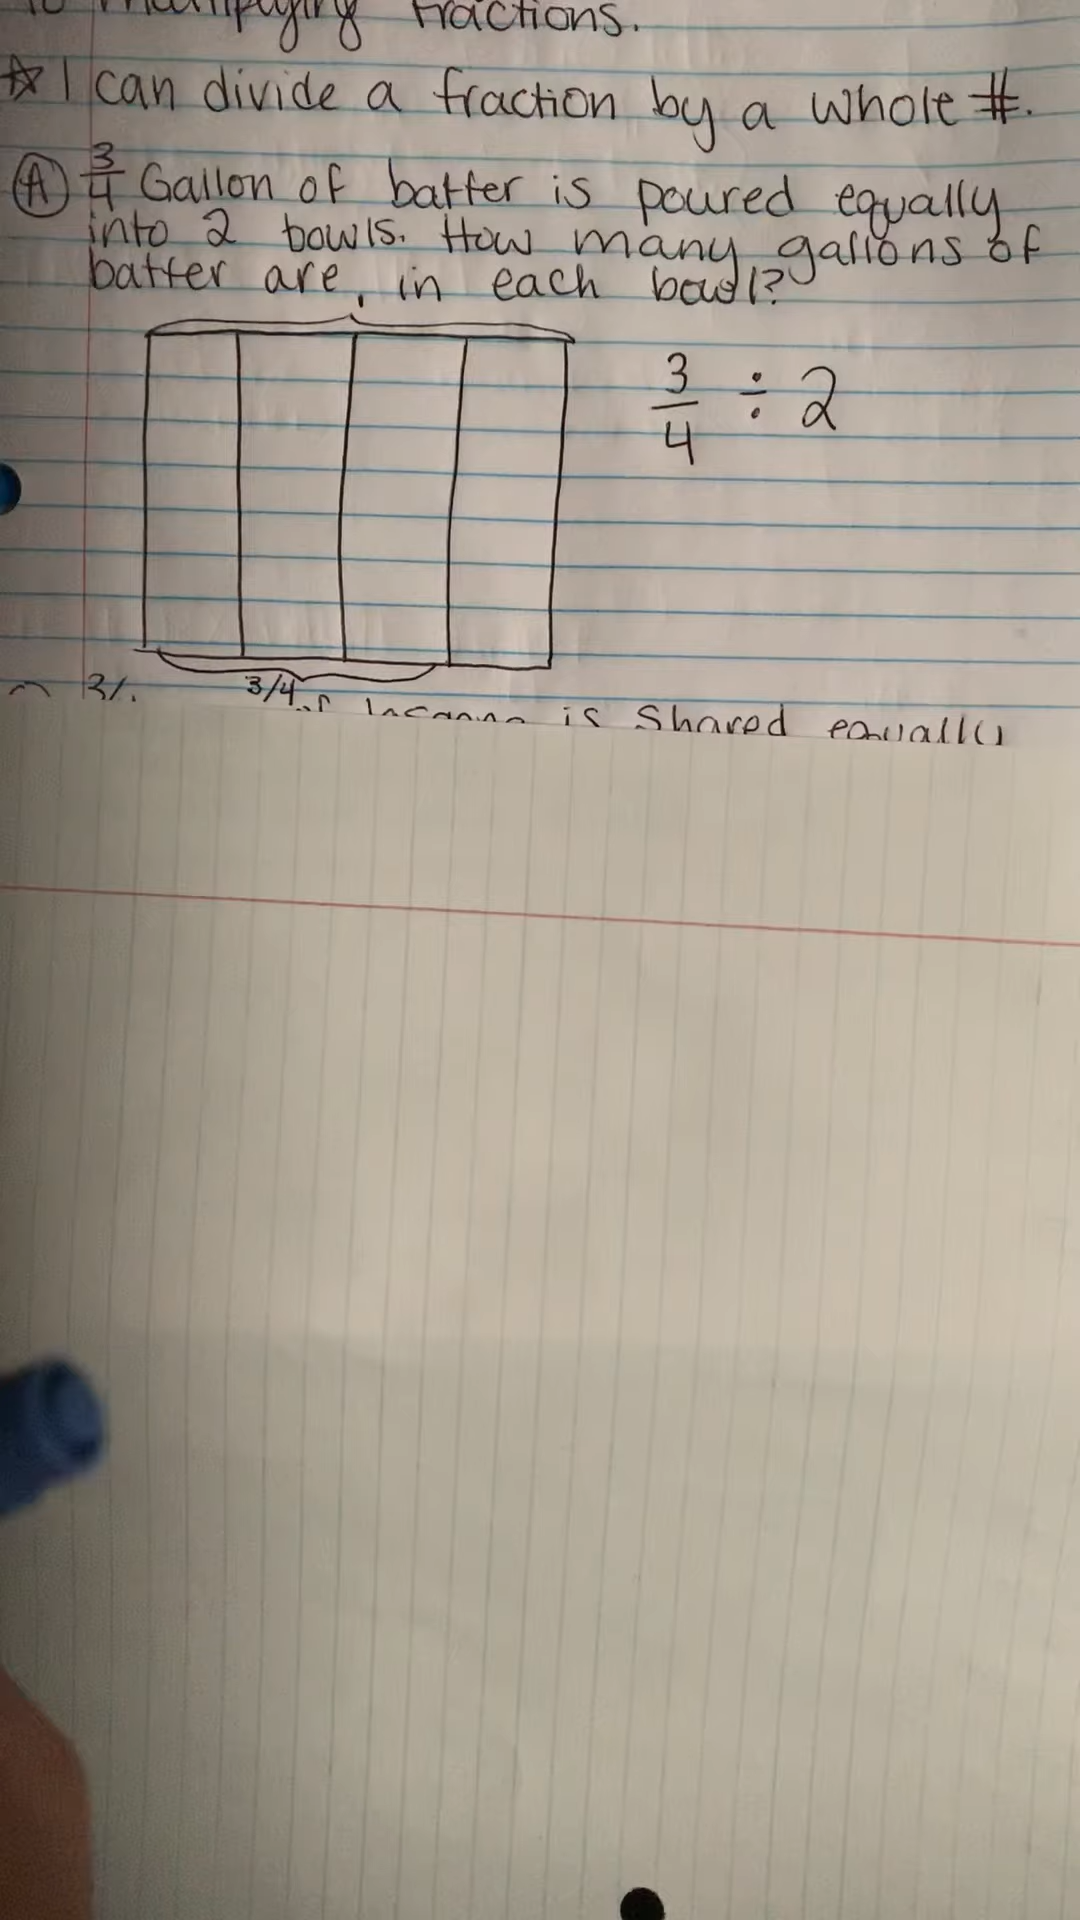 fractions.
☆ I can divide a fraction by a whole #.
Ⓐ 3/4 Gallon of batter is poured equally
into 2 bowls. How many gallons of
batter are in each bowl?
3/4 ÷ 2
3/4
is Shared equally